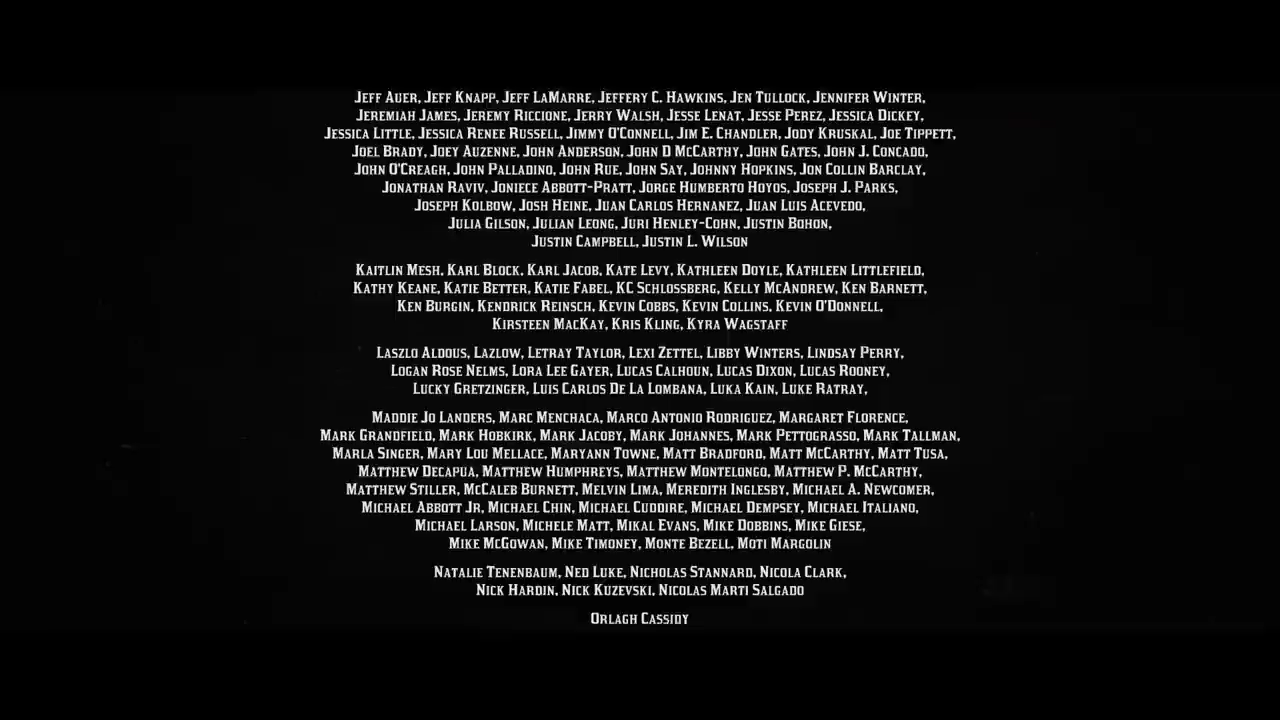 Jeff Auer, Jeff Knapp, Jeff LaMarre, Jeffery C. Hawkins, Jen Tullock, Jennifer Winter,
Jeremiah James, Jeremy Riccione, Jerry Walsh, Jesse Lenat, Jesse Perez, Jessica Dickey,
Jessica Little, Jessica Renee Russell, Jimmy O'Connell, Jim E. Chandler, Jody Kruskal, Joe Tippett,
Joel Brady, Joey Auzenne, John Anderson, John D McCarthy, John Gates, John J. Concado,
John O'Creagh, John Palladino, John Rue, John Say, Johnny Hopkins, Jon Collin Barclay,
Jonathan Raviv, Joniece Abbott-Pratt, Jorge Humberto Hoyos, Joseph J. Parks,
Joseph Kolbow, Josh Heine, Juan Carlos Hernanez, Juan Luis Acevedo,
Julia Gilson, Julian Leong, Juri Henley-Cohn, Justin Bohon,
Justin Campbell, Justin L. Wilson
Kaitlin Mesh, Karl Block, Karl Jacob, Kate Levy, Kathleen Doyle, Kathleen Littlefield,
Kathy Keane, Katie Better, Katie Fabel, KC Schlossberg, Kelly McAndrew, Ken Barnett,
Ken Burgin, Kendrick Reinsch, Kevin Cobbs, Kevin Collins, Kevin O'Donnell,
Kirsteen MacKay, Kris Kling, Kyra Wagstaff
Laszlo Aldous, Lazlow, Letray Taylor, Lexi Zettel, Libby Winters, Lindsay Perry,
Logan Rose Nelms, Lora Lee Gayer, Lucas Calhoun, Lucas Dixon, Lucas Rooney,
Lucky Gretzinger, Luis Carlos De La Lombana, Luka Kain, Luke Ratray,
Maddie Jo Landers, Marc Menchaca, Marco Antonio Rodriguez, Margaret Florence,
Mark Grandfield, Mark Hobkirk, Mark Jacoby, Mark Johannes, Mark Pettograsso, Mark Tallman,
Marla Singer, Mary Lou Mellace, Maryann Towne, Matt Bradford, Matt McCarthy, Matt Tusa,
Matthew Decapua, Matthew Humphreys, Matthew Montelongo, Matthew P. McCarthy,
Matthew Stiller, McCaleb Burnett, Melvin Lima, Meredith Inglesby, Michael A. Newcomer,
Michael Abbott Jr, Michael Chin, Michael Cuddire, Michael Dempsey, Michael Italiano,
Michael Larson, Michele Matt, Mikal Evans, Mike Dobbins, Mike Giese,
Mike McGowan, Mike Timoney, Monte Bezell, Moti Margolin
Natalie Tenenbaum, Ned Luke, Nicholas Stannard, Nicola Clark,
Nick Hardin, Nick Kuzevski, Nicolas Marti Salgado
Orlagh Cassidy